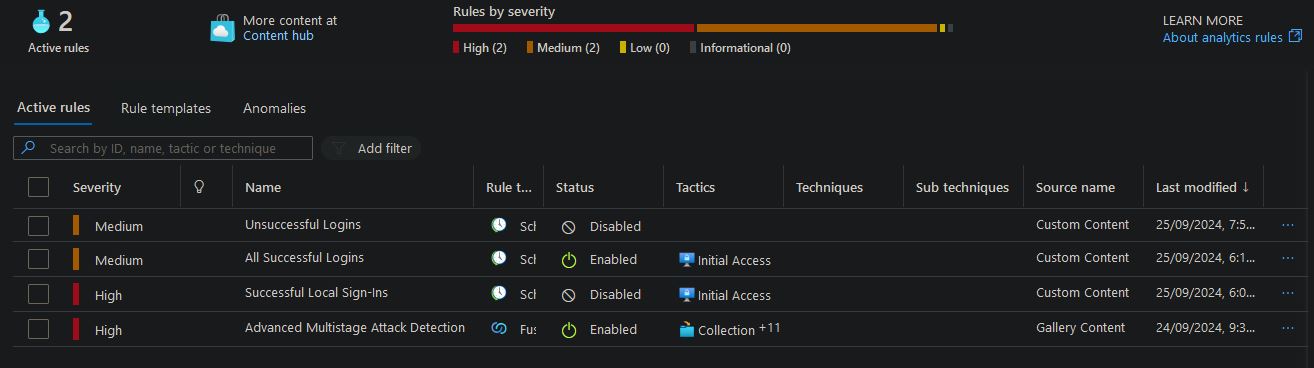 2
Active rules
More content at
Content hub
Rules by severity
High (2) Medium (2) Low (0) Informational (0)
LEARN MORE
About analytics rules
Active rules Rule templates Anomalies
Search by ID, name, tactic or technique Add filter
Severity Name Rule t... Status Tactics Techniques Sub techniques Source name Last modified ↓
Medium Unsuccessful Logins Sch Disabled Custom Content 25/09/2024, 7:5... ...
Medium All Successful Logins Sch Enabled Initial Access Custom Content 25/09/2024, 6:1... ...
High Successful Local Sign-Ins Sch Disabled Initial Access Custom Content 25/09/2024, 6:0... ...
High Advanced Multistage Attack Detection Fus Enabled Collection +11 Gallery Content 24/09/2024, 9:3... ...